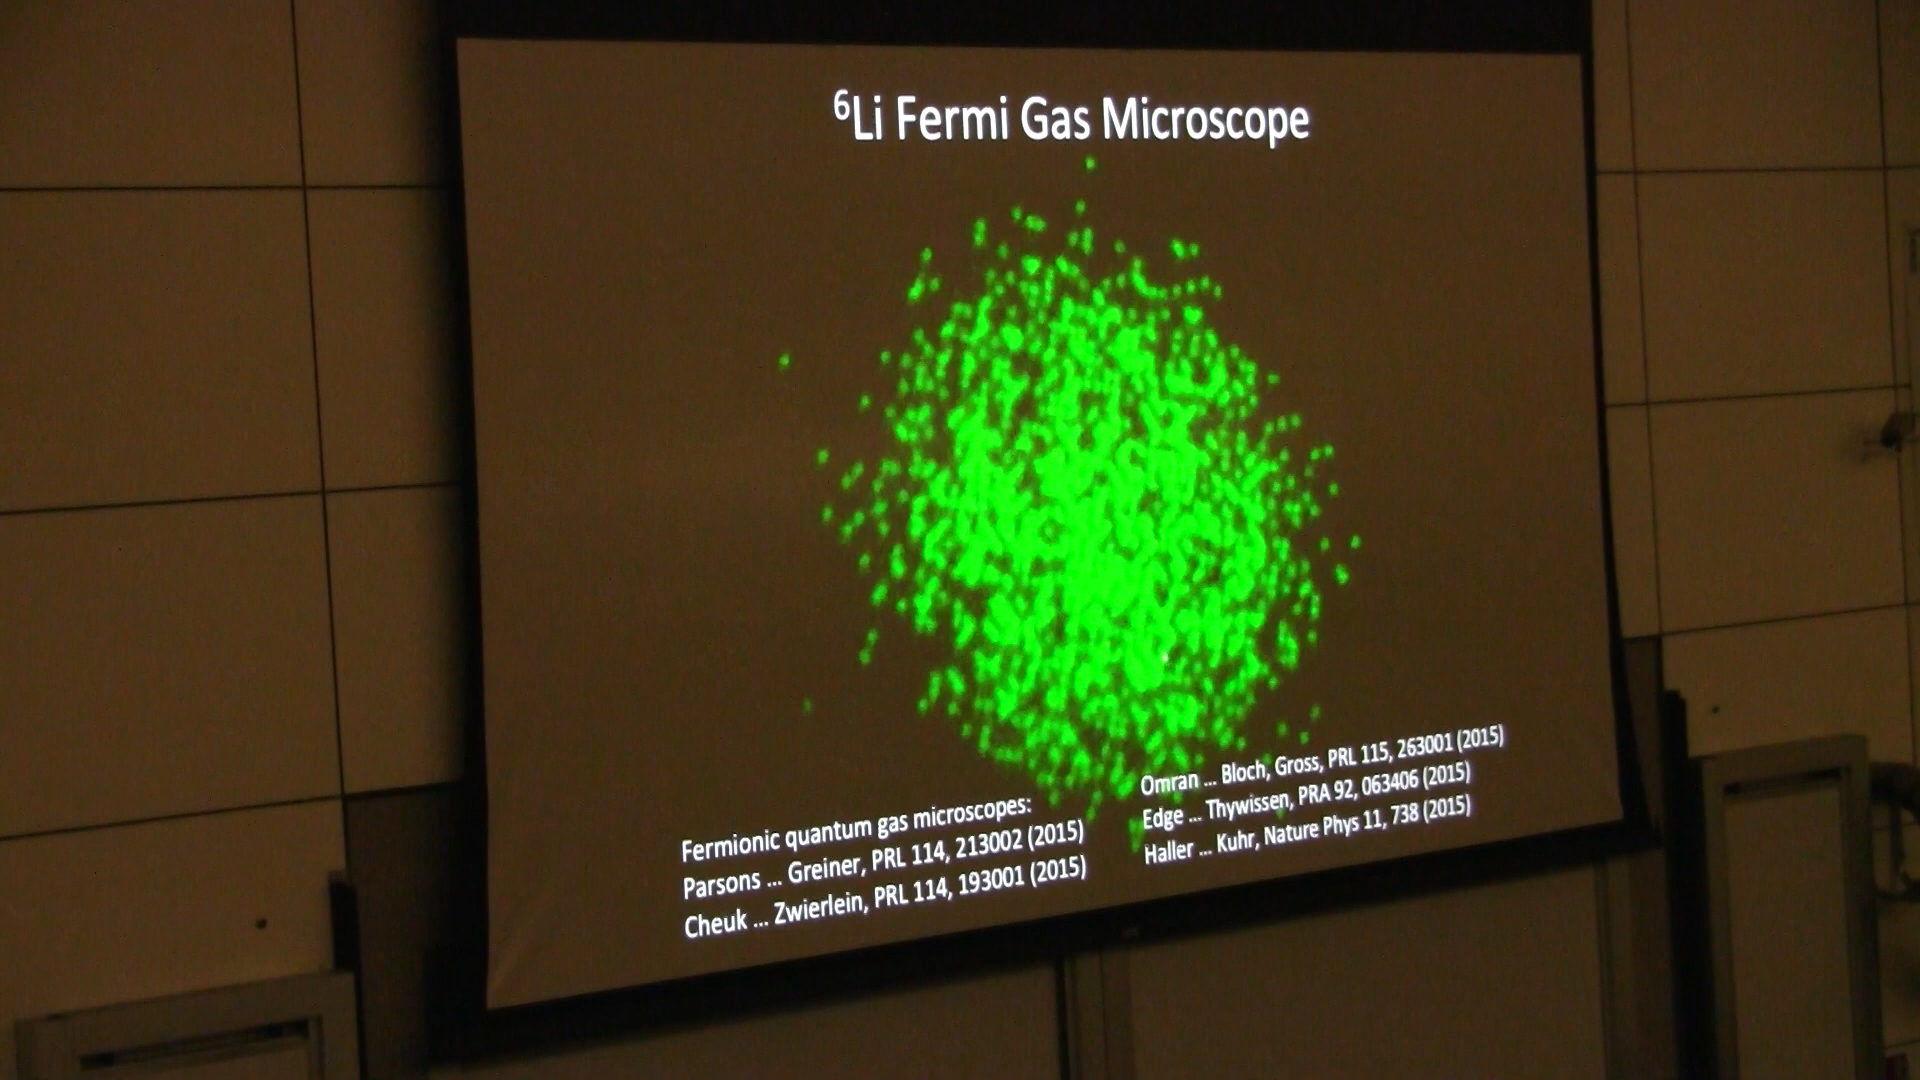 ⁶Li Fermi Gas Microscope
Fermionic quantum gas microscopes:
Parsons ... Greiner, PRL 114, 213002 (2015)
Cheuk ... Zwierlein, PRL 114, 193001 (2015)
Omran ... Bloch, Gross, PRL 115, 263001 (2015)
Edge ... Thywissen, PRA 92, 063406 (2015)
Haller ... Kuhr, Nature Phys 11, 738 (2015)